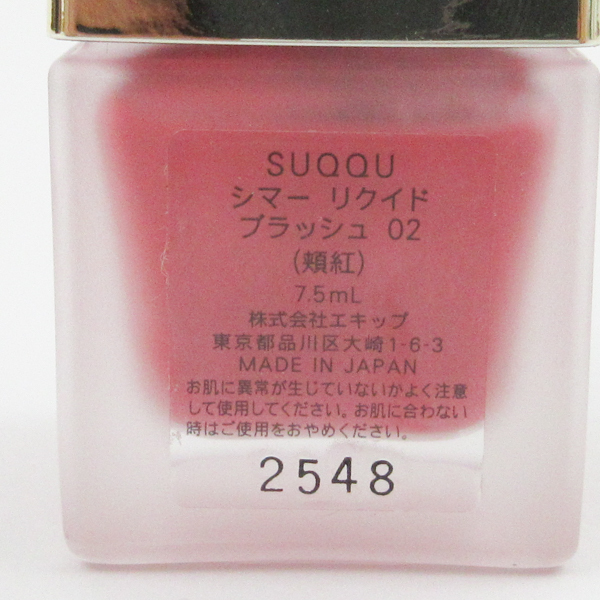 SUQQU
シマー リクイド
ブラッシュ 02
(頬紅)
7.5mL
株式会社エキップ
東京都品川区大崎1-6-3
MADE IN JAPAN
お肌に異常が生じていないかよく注意
して使用してください。お肌に合わない
時はご使用をおやめください。
2548